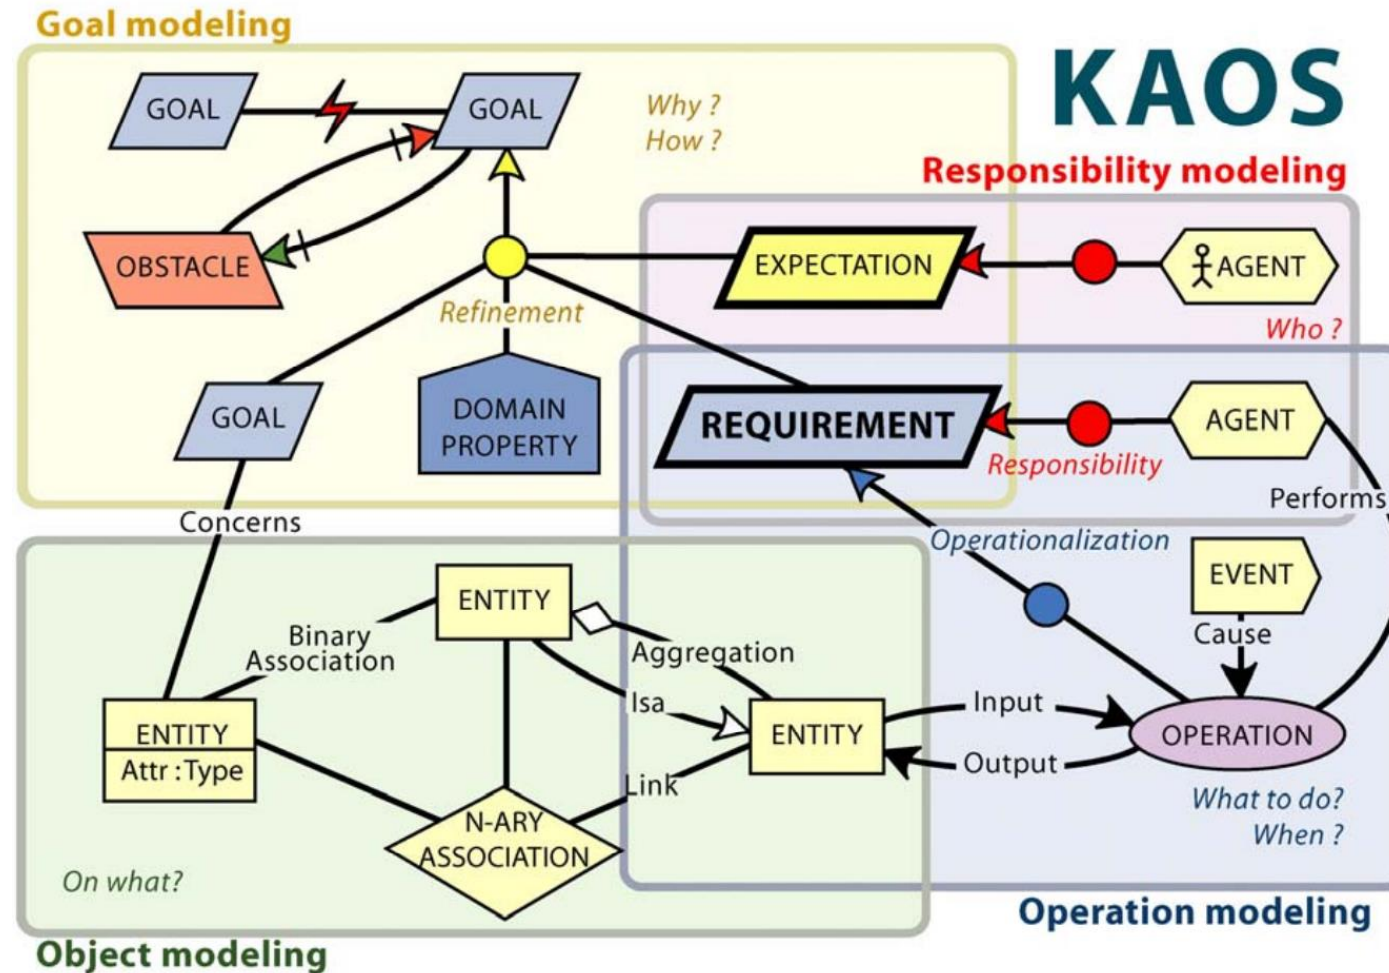 Goal modeling
KAOS
GOAL
GOAL
Why ?
How ?
Responsibility modeling
OBSTACLE
EXPECTATION
AGENT
Refinement
Who ?
GOAL
DOMAIN
PROPERTY
REQUIREMENT
AGENT
Responsibility
Performs
Concerns
Operationalization
EVENT
Cause
ENTITY
Binary
Association
Aggregation
Isa
Input
ENTITY
Attr : Type
ENTITY
OPERATION
Output
Link
N-ARY
ASSOCIATION
What to do?
When ?
On what?
Operation modeling
Object modeling